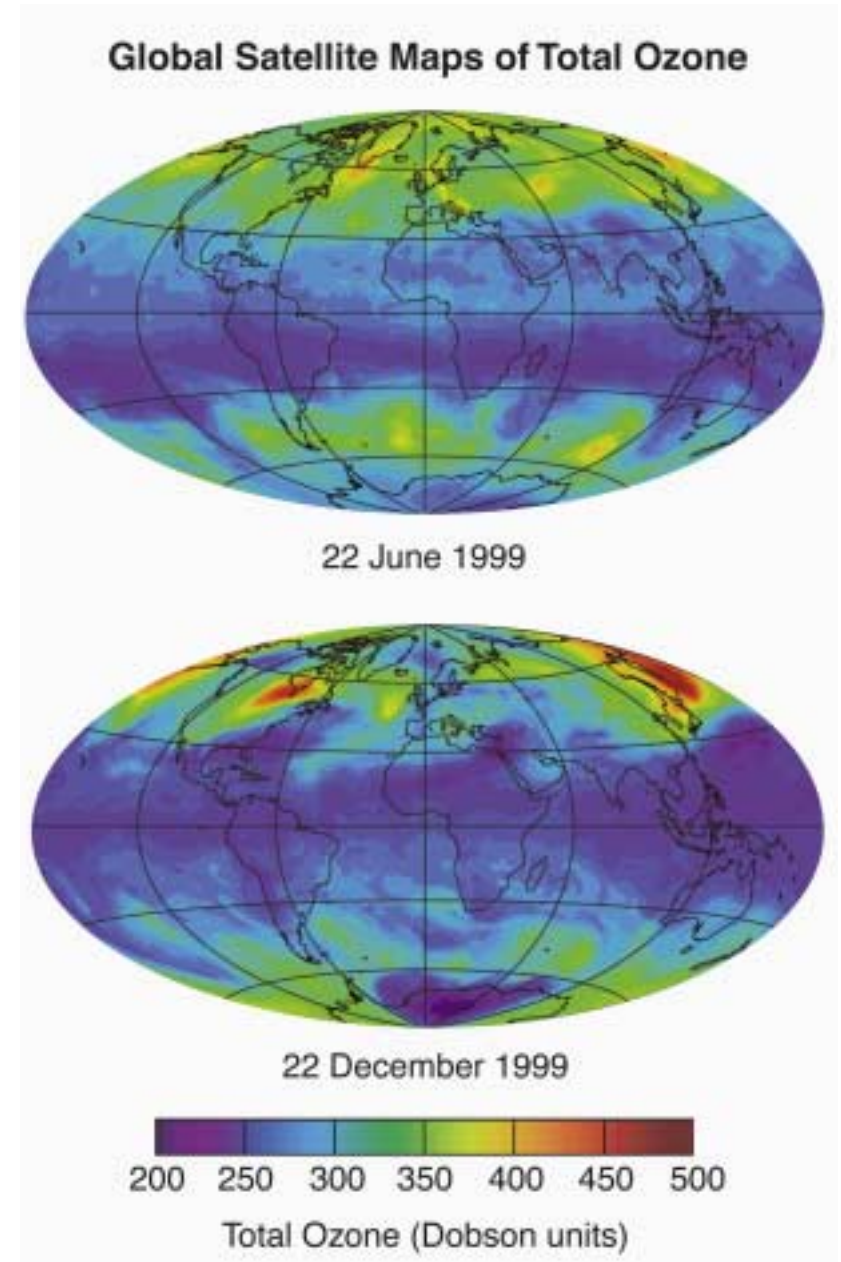 Global Satellite Maps of Total Ozone
22 June 1999
22 December 1999
200 250 300 350 400 450 500
Total Ozone (Dobson units)